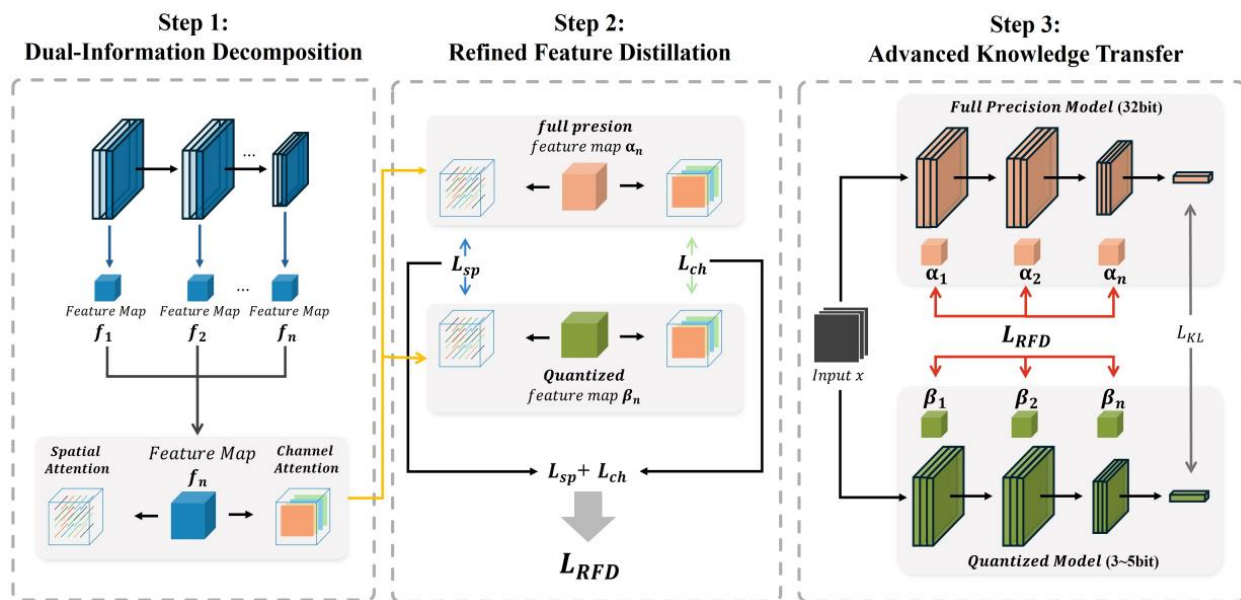 Step 1:
Dual-Information Decomposition
...
Feature Map
f₁
Feature Map
f₂
...
Feature Map
fₙ
Spatial
Attention
Feature Map
fₙ
Channel
Attention
Step 2:
Refined Feature Distillation
full presion
feature map αₙ
Lsp
Lch
Quantized
feature map βₙ
Lsp + Lch
LRFD
Step 3:
Advanced Knowledge Transfer
Full Precision Model (32bit)
α₁
α₂
αₙ
LRFD
LKL
Input x
β₁
β₂
βₙ
Quantized Model (3~5bit)